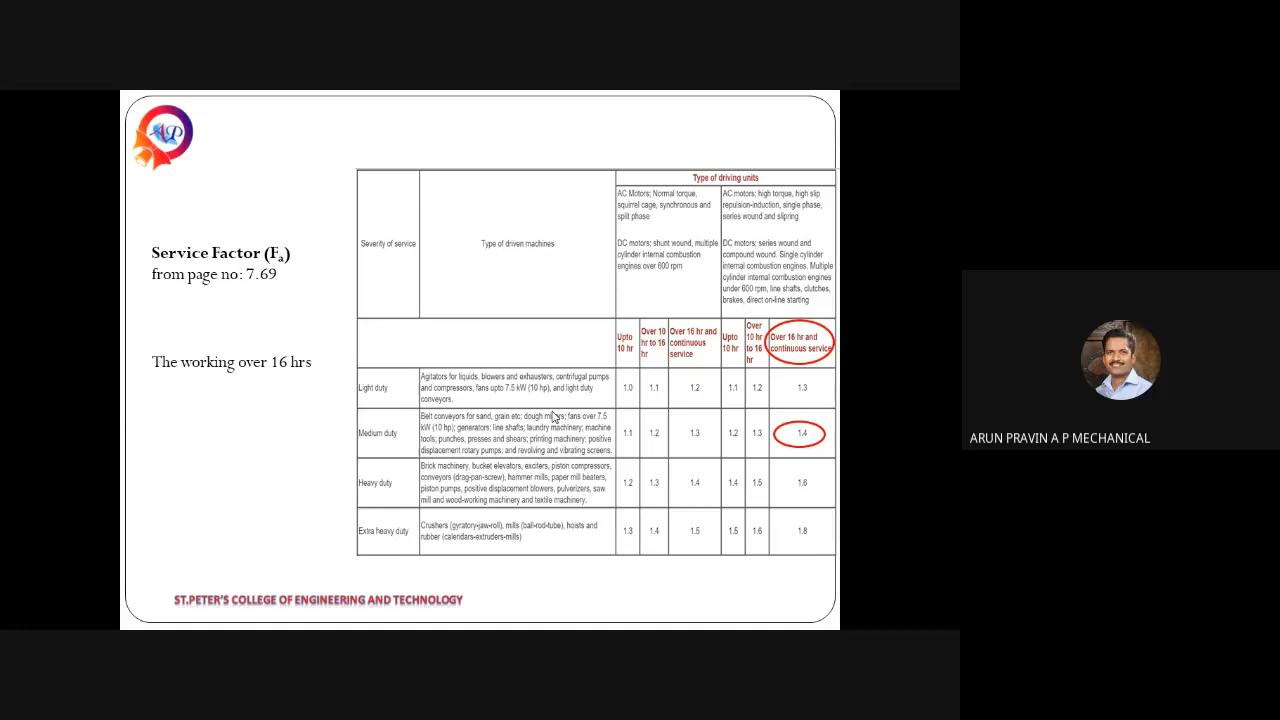 AP
Type of driving units
AC Motors; Normal torque,
squirrel cage, synchronous and
split phase
DC motors; shunt wound, multiple
cylinder internal combustion
engines over 600 rpm
AC motors; high torque, high slip
repulsion-induction, single phase,
series wound and slipring
DC motors; series wound and
compound wound. Single cylinder
internal combustion engines. Multiple
cylinder internal combustion engines
under 600 rpm, line shafts, clutches,
brakes, direct on-line starting
Severity of service
Type of driven machines
Service Factor (Fa)
from page no: 7.69
The working over 16 hrs
Upto
10 hr
Over 10
hr to 16
hr
Over 16 hr and
continuous
service
Upto
10 hr
Over
10 hr
to 16
hr
Over 16 hr and
continuous service
Light duty
Agitators for liquids, blowers and exhausters, centrifugal pumps
and compressors, fans upto 7.5 kW (10 hp), and light duty
conveyors.
1.0 1.1 1.2 1.1 1.2 1.3
Medium duty
Belt conveyors for sand, grain etc; dough mixers; fans over 7.5
kW (10 hp); generators; line shafts; laundry machinery; machine
tools; punches, presses and shears; printing machinery; positive
displacement rotary pumps; and revolving and vibrating screens.
1.1 1.2 1.3 1.2 1.3 1.4
Heavy duty
Brick machinery, bucket elevators, exciters, piston compressors,
conveyors (drag-pan-screw), hammer mills, paper mill beaters,
piston pumps, positive displacement blowers, pulverizers, saw
mill and wood-working machinery and textile machinery.
1.2 1.3 1.4 1.4 1.5 1.6
Extra heavy duty
Crushers (gyratory-jaw-roll), mills (ball-rod-tube), hoists and
rubber (calendars-extruders-mills)
1.3 1.4 1.5 1.5 1.6 1.8
ST.PETER'S COLLEGE OF ENGINEERING AND TECHNOLOGY
ARUN PRAVIN A P MECHANICAL